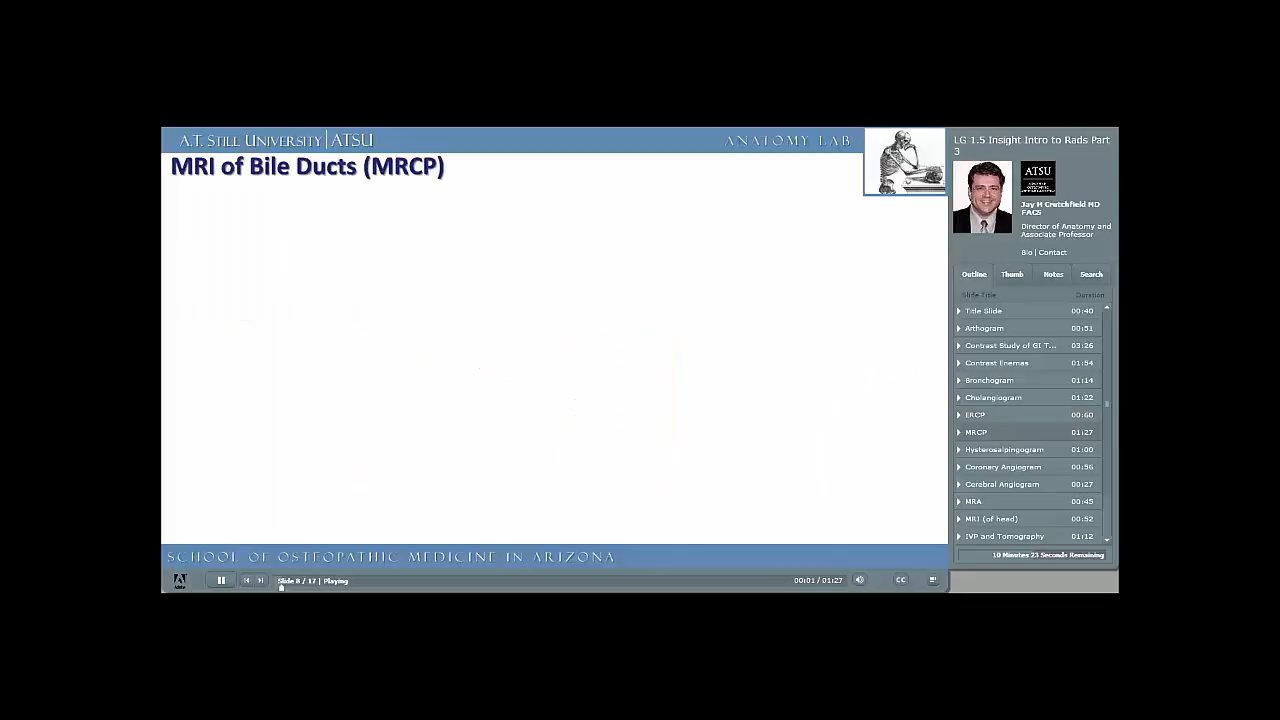 A.T. STILL UNIVERSITY | ATSU
ANATOMY LAB
MRI of Bile Ducts (MRCP)
SCHOOL OF OSTEOPATHIC MEDICINE IN ARIZONA
Slide 8 / 17 | Playing
00:01 / 01:27
CC
LG 1.5 Insight Intro to Rads Part
3
ATSU
Jay M Crutchfield MD
FACS
Director of Anatomy and
Associate Professor
Bio | Contact
Outline Thumb Notes Search
Slide Title Duration
Title Slide 00:40
Arthogram 00:51
Contrast Study of GI T... 03:26
Contrast Enemas 01:54
Bronchogram 01:14
Cholangiogram 01:22
ERCP 00:60
MRCP 01:27
Hysterosalpingogram 01:00
Coronary Angiogram 00:56
Cerebral Angiogram 00:27
MRA 00:45
MRI (of head) 00:52
IVP and Tomography 01:12
10 Minutes 23 Seconds Remaining